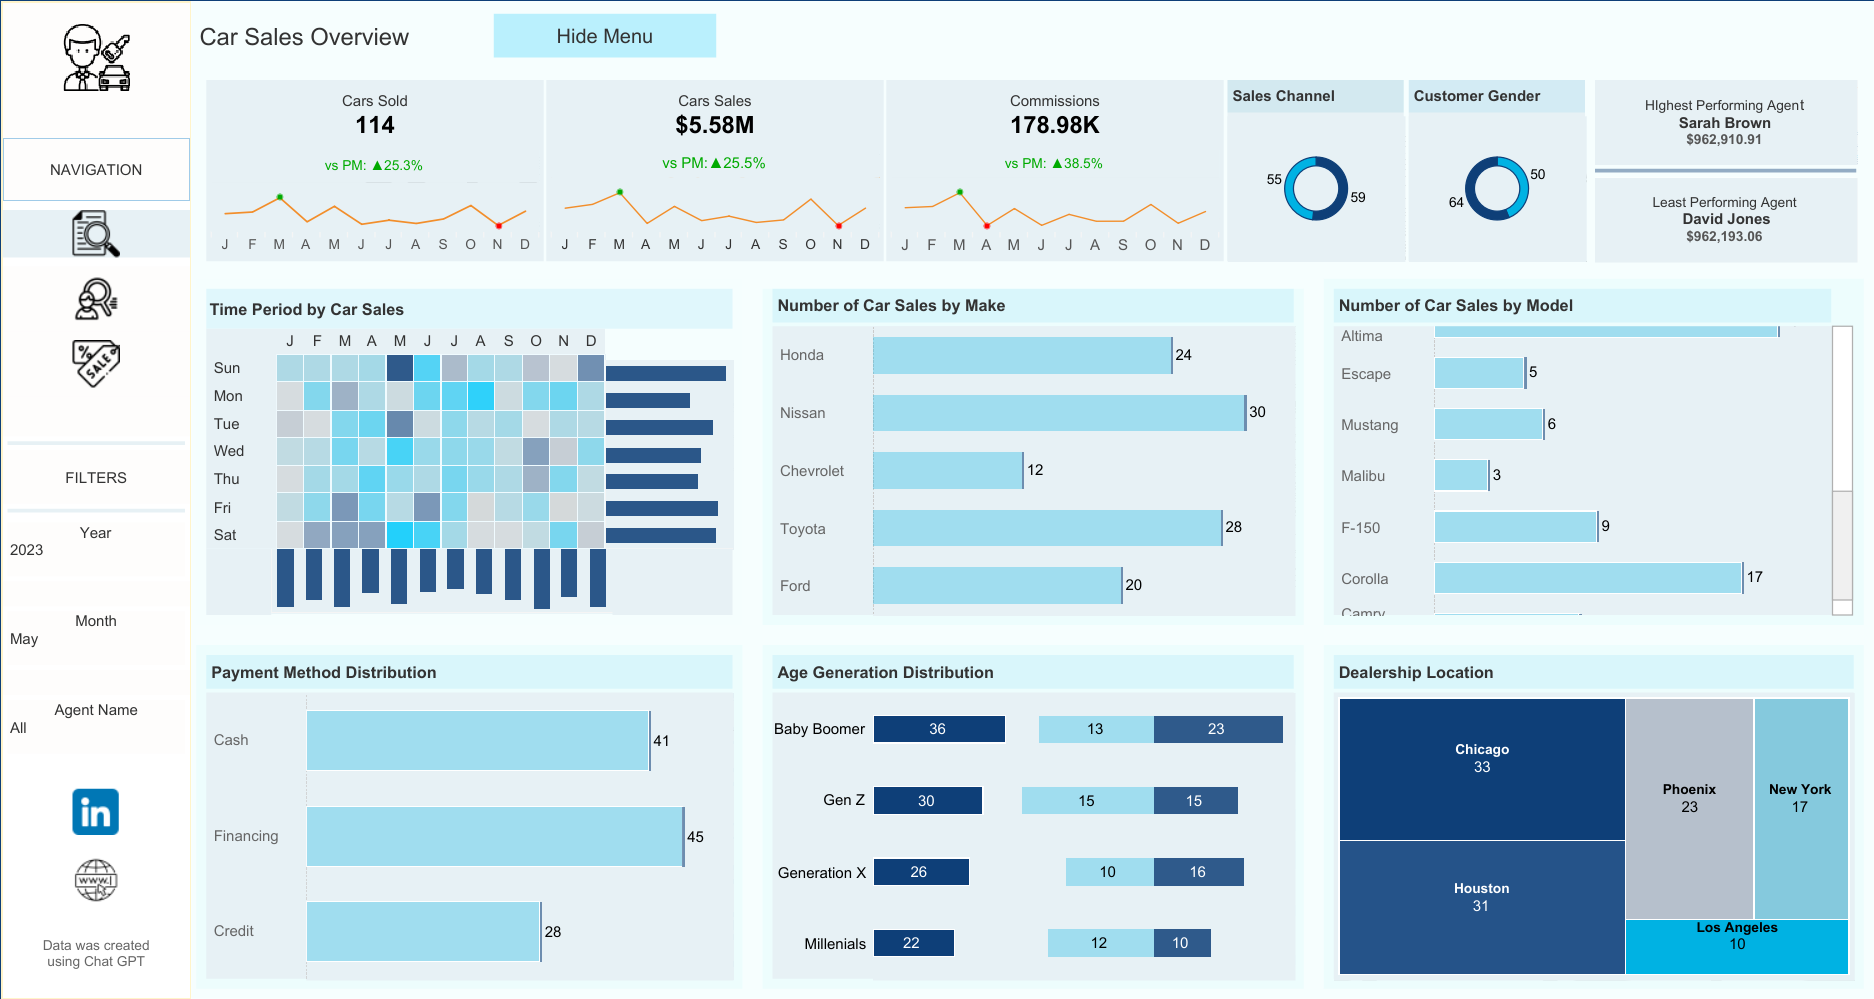 Car Sales Overview
Hide Menu
NAVIGATION
SALE
FILTERS
Year
2023
Month
May
Agent Name
All
in
www.
Data was created
using Chat GPT
Cars Sold
114
vs PM: ▲25.3%
J F M A M J J A S O N D
Cars Sales
$5.58M
vs PM:▲25.5%
J F M A M J J A S O N D
Commissions
178.98K
vs PM: ▲38.5%
J F M A M J J A S O N D
Sales Channel
55
59
Customer Gender
50
64
HIghest Performing Agent
Sarah Brown
$962,910.91
Least Performing Agent
David Jones
$962,193.06
Time Period by Car Sales
J F M A M J J A S O N D
Sun
Mon
Tue
Wed
Thu
Fri
Sat
Number of Car Sales by Make
Honda 24
Nissan 30
Chevrolet 12
Toyota 28
Ford 20
Number of Car Sales by Model
Altima
Escape 5
Mustang 6
Malibu 3
F-150 9
Corolla 17
Camry
Payment Method Distribution
Cash 41
Financing 45
Credit 28
Age Generation Distribution
Baby Boomer 36 13 23
Gen Z 30 15 15
Generation X 26 10 16
Millenials 22 12 10
Dealership Location
Chicago
33
Houston
31
Phoenix
23
New York
17
Los Angeles
10